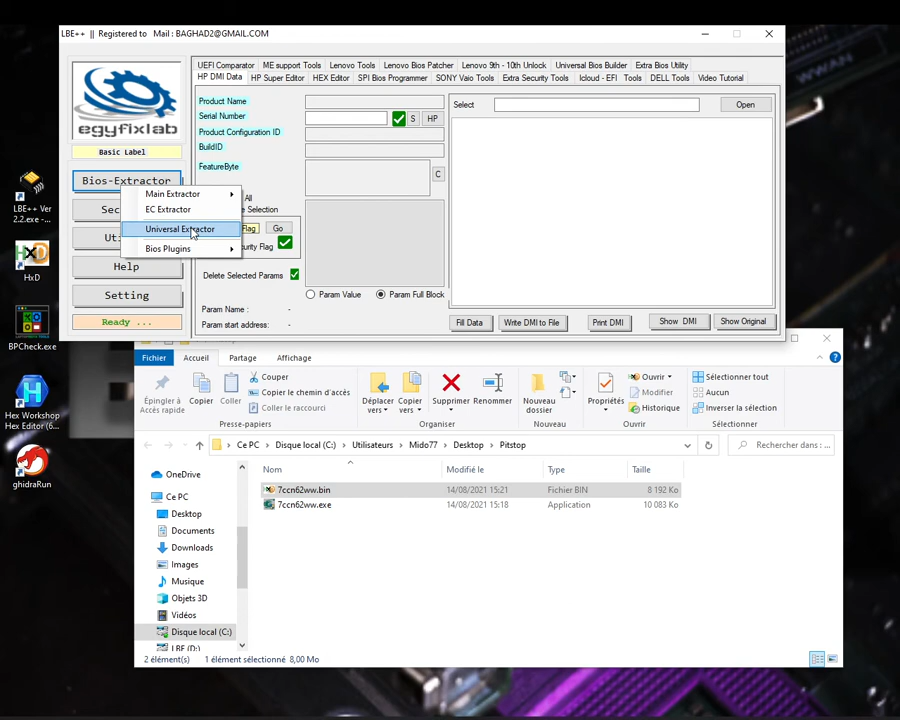 LBE++ || Registered to   Mail : BAGHAD2@GMAIL.COM
egyfixlab
Basic Label
Bios-Extractor
Main Extractor
EC Extractor
Universal Extractor
Bios Plugins
Sec
Uti
Help
Setting
Ready ...
UEFI Comparator ME support Tools Lenovo Tools Lenovo Bios Patcher Lenovo 9th - 10th Unlock Universal Bios Builder Extra Bios Utility
HP DMI Data HP Super Editor HEX Editor SPI Bios Programmer SONY Vaio Tools Extra Security Tools Icloud - EFI Tools DELL Tools Video Tutorial
Product Name
Serial Number S HP
Product Configuration ID
BuildID
FeatureByte C
All
e Selection
Flag Go
curity Flag
Delete Selected Params
Param Value Param Full Block
Param Name : -
Param start address: -
Select Open
Fill Data Write DMI to File Print DMI Show DMI Show Original
LBE++ Ver
2.2.exe -...
HxD
BPCheck.exe
Hex Workshop
Hex Editor (6...
ghidraRun
Fichier Accueil Partage Affichage
Épingler à
Accès rapide
Copier
Coller
Couper
Copier le chemin d'accès
Coller le raccourci
Presse-papiers
Déplacer
vers
Copier
vers
Supprimer
Renommer
Organiser
Nouveau
dossier
Nouveau
Propriétés
Ouvrir
Modifier
Historique
Ouvrir
Sélectionner tout
Aucun
Inverser la sélection
Sélectionner
Ce PC › Disque local (C:) › Utilisateurs › Mido77 › Desktop › Pitstop
Rechercher dans : ...
Nom Modifié le Type Taille
7ccn62ww.bin 14/08/2021 15:21 Fichier BIN 8 192 Ko
7ccn62ww.exe 14/08/2021 15:18 Application 10 083 Ko
OneDrive
Ce PC
Desktop
Documents
Downloads
Images
Musique
Objets 3D
Vidéos
Disque local (C:)
LBE (D:)
2 élément(s) 1 élément sélectionné 8,00 Mo
WWAN